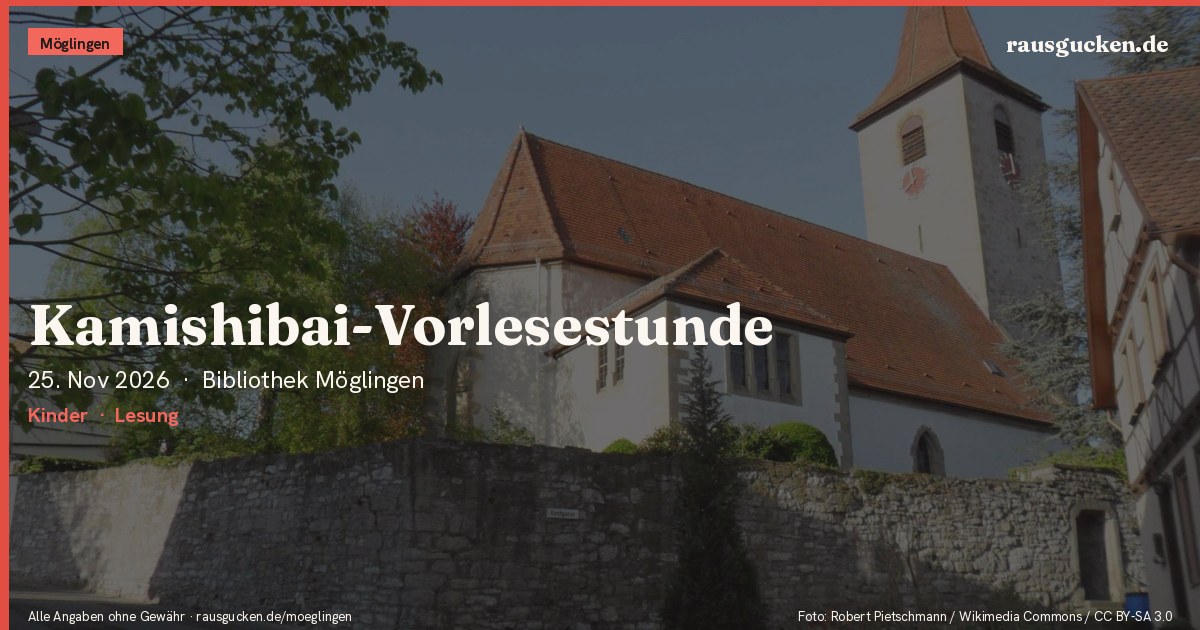 Möglingen
rausgucken.de
Kamishibai-Vorlesestunde
25. Nov 2026 · Bibliothek Möglingen
Kinder · Lesung
Alle Angaben ohne Gewähr · rausgucken.de/moeglingen
Foto: Robert Pietschmann / Wikimedia Commons / CC BY-SA 3.0